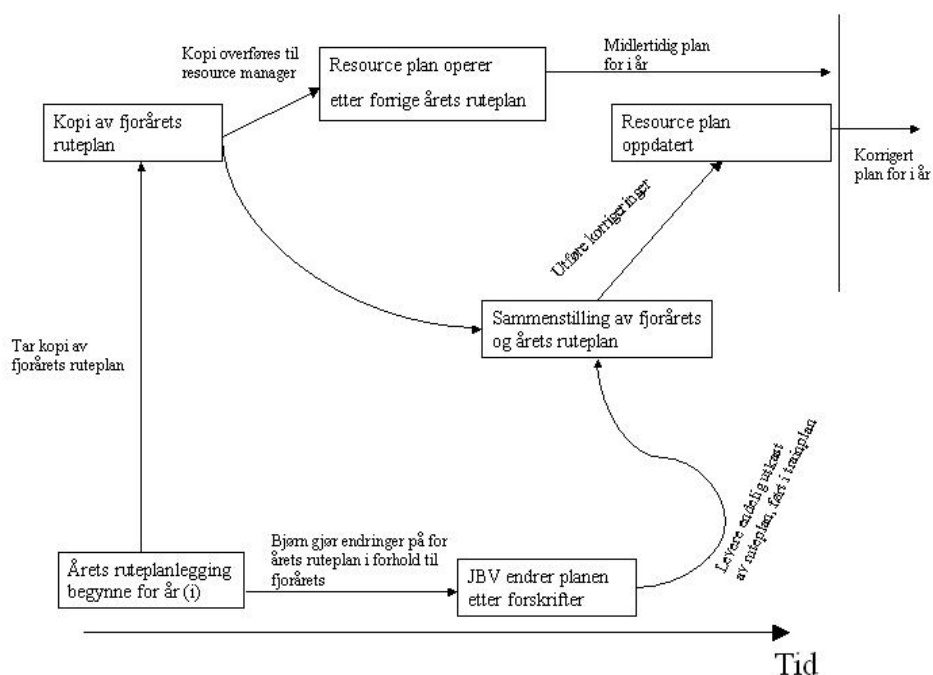 Kopi overføres til
resource manager
Resource plan operer
etter forrige årets ruteplan
Midlertidig plan
for i år
Kopi av fjorårets
ruteplan
Resource plan
oppdatert
Korrigert
plan for i år
Utføre korrigeringer
Sammenstilling av fjorårets
og årets ruteplan
Tar kopi av
fjorårets ruteplan
Levere endelig utkast
av ruteplan, ført i trainplan
Bjørn gjør endringer på for
årets ruteplan i forhold til
fjorårets
Årets ruteplanlegging
begynne for år (i)
JBV endrer planen
etter forskrifter
Tid